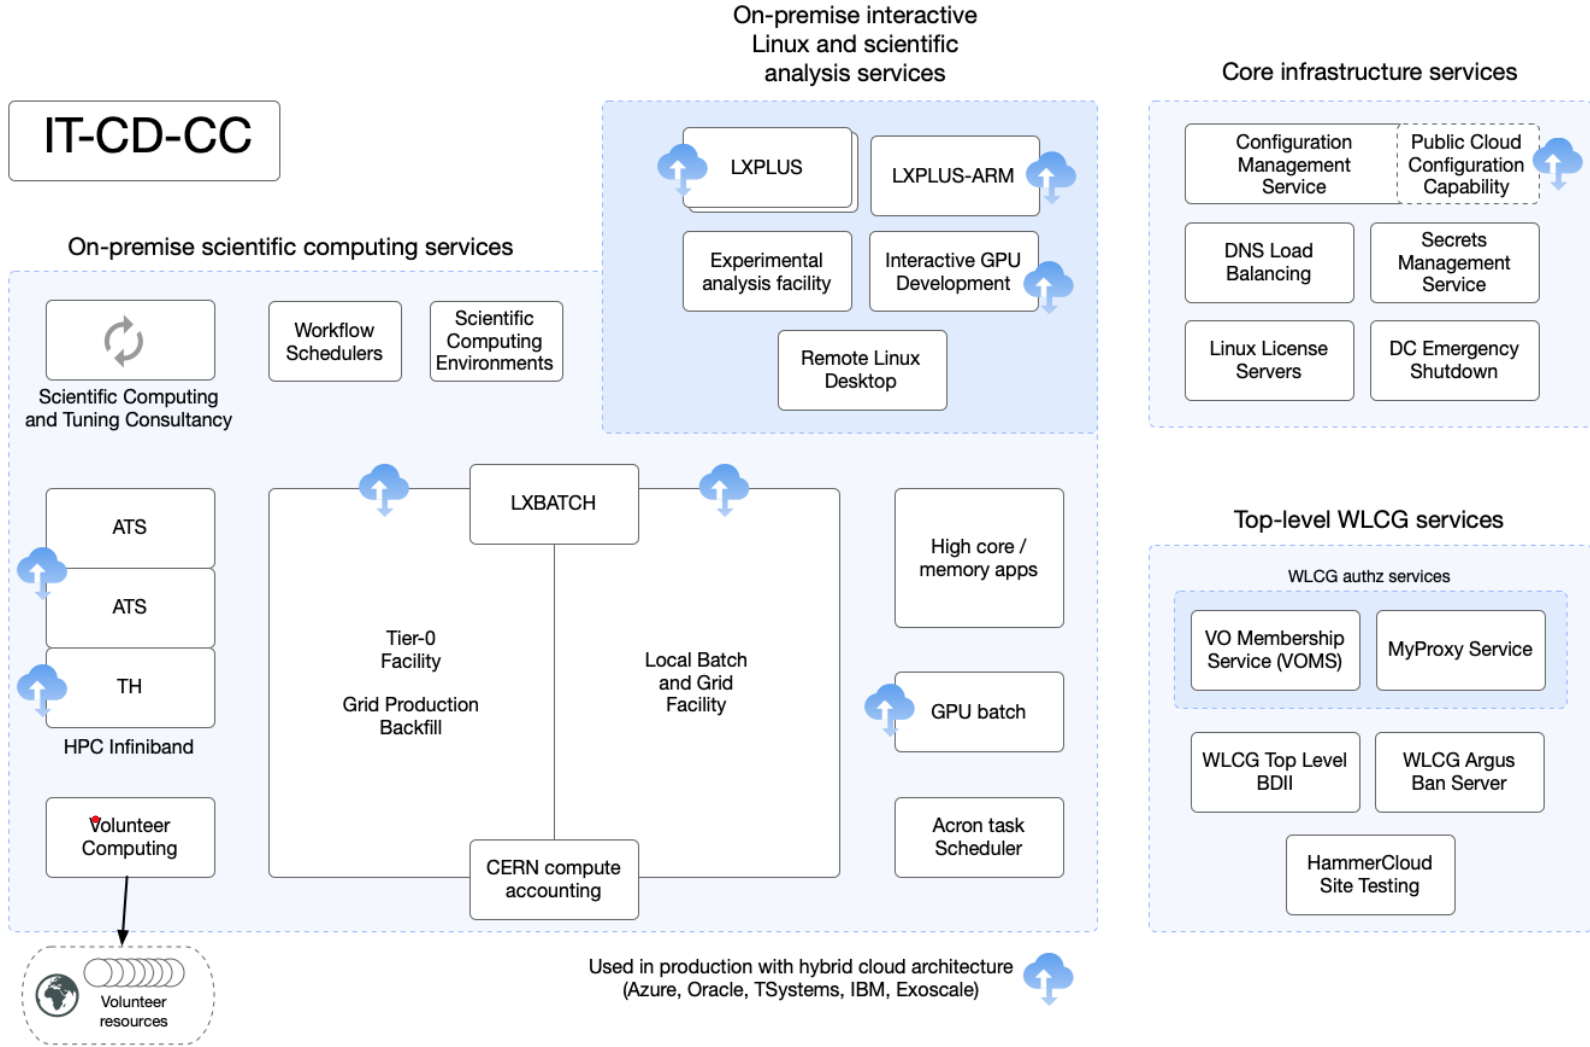 On-premise interactive
Linux and scientific
analysis services
Core infrastructure services
IT-CD-CC
LXPLUS
LXPLUS-ARM
Experimental
analysis facility
Interactive GPU
Development
Remote Linux
Desktop
Configuration
Management
Service
Public Cloud
Configuration
Capability
DNS Load
Balancing
Secrets
Management
Service
Linux License
Servers
DC Emergency
Shutdown
On-premise scientific computing services
Scientific Computing
and Tuning Consultancy
Workflow
Schedulers
Scientific
Computing
Environments
ATS
ATS
TH
HPC Infiniband
Volunteer
Computing
LXBATCH
Tier-0
Facility
Grid Production
Backfill
Local Batch
and Grid
Facility
CERN compute
accounting
High core /
memory apps
GPU batch
Acron task
Scheduler
Top-level WLCG services
WLCG authz services
VO Membership
Service (VOMS)
MyProxy Service
WLCG Top Level
BDII
WLCG Argus
Ban Server
HammerCloud
Site Testing
Volunteer
resources
Used in production with hybrid cloud architecture
(Azure, Oracle, TSystems, IBM, Exoscale)